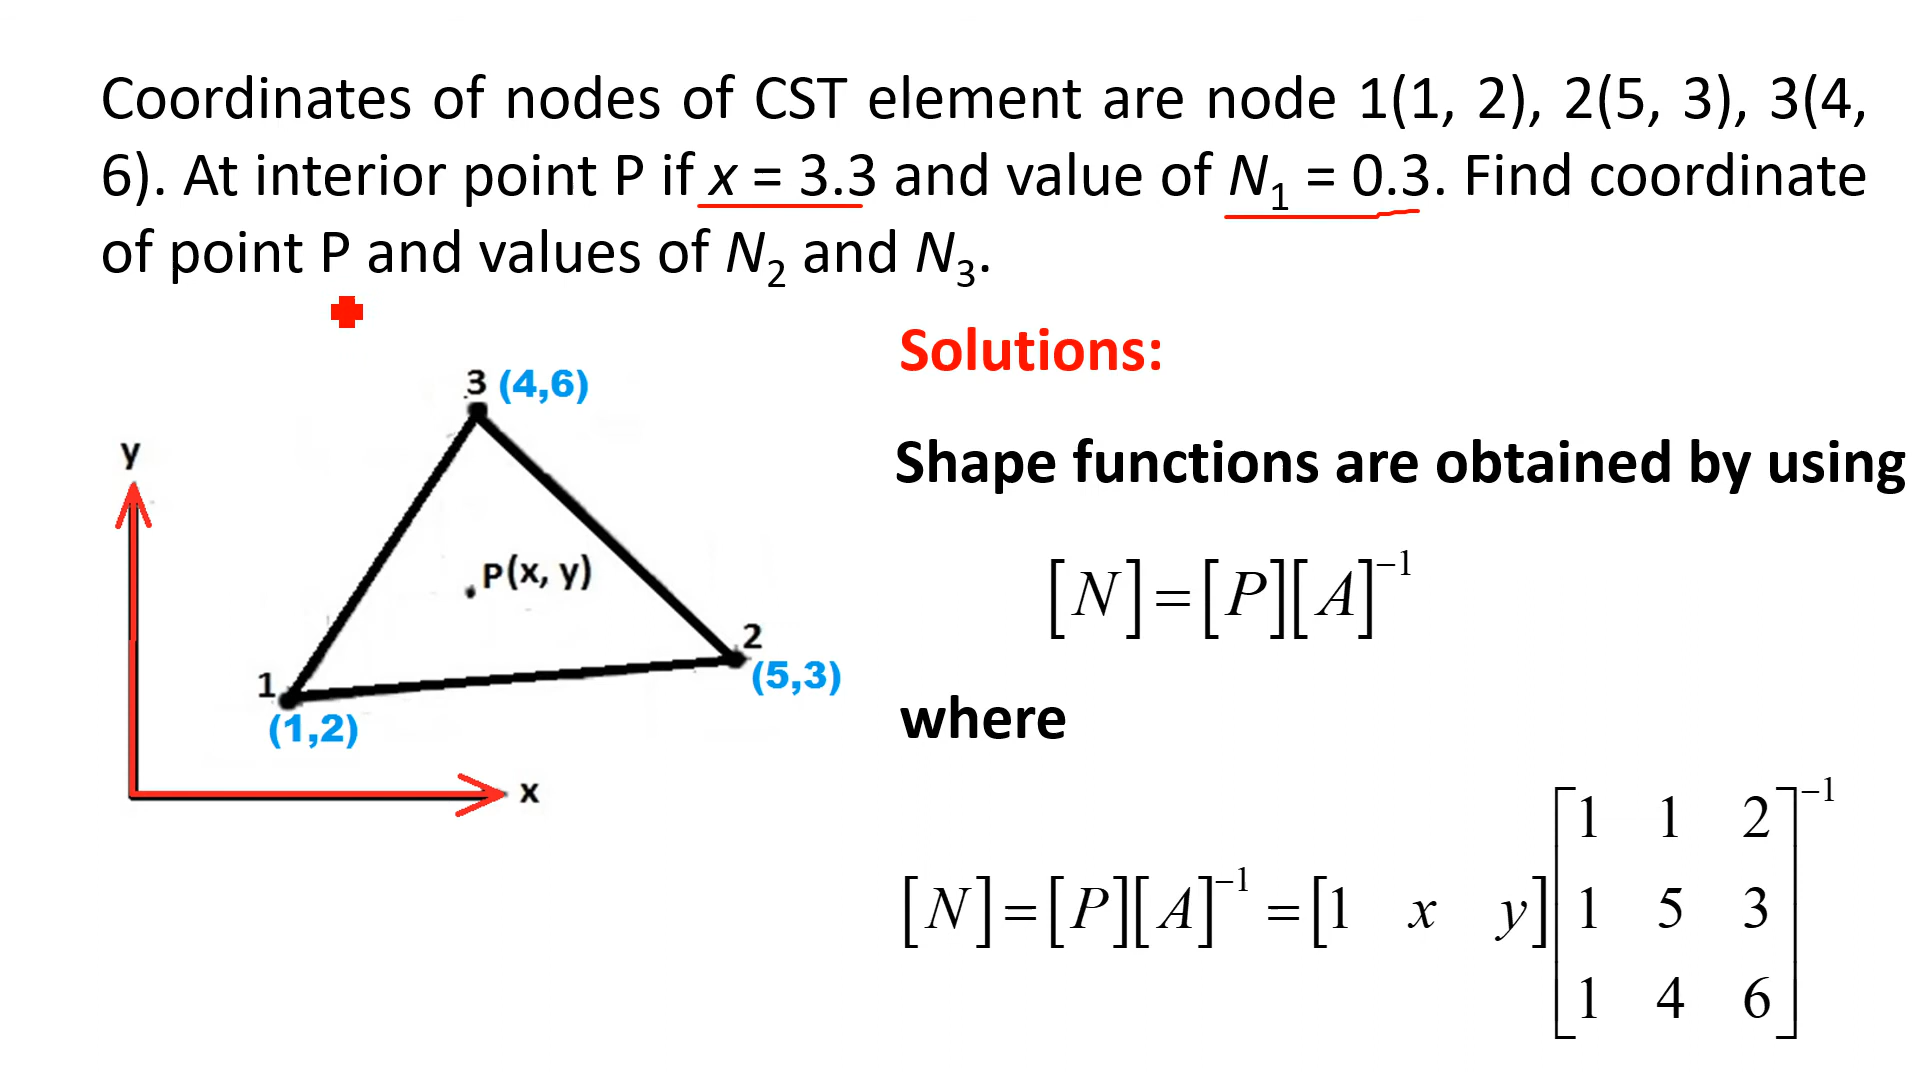 Coordinates of nodes of CST element are node 1(1, 2), 2(5, 3), 3(4,
6). At interior point P if x = 3.3 and value of N₁ = 0.3. Find coordinate
of point P and values of N₂ and N₃.
Solutions:
3 (4,6)
y
Shape functions are obtained by using
P(x, y)
[N]=[P][A]⁻¹
2
(5,3)
1
(1,2)
where
x
[N]=[P][A]⁻¹=[1 x y][1 1 2
1 5 3
1 4 6]⁻¹